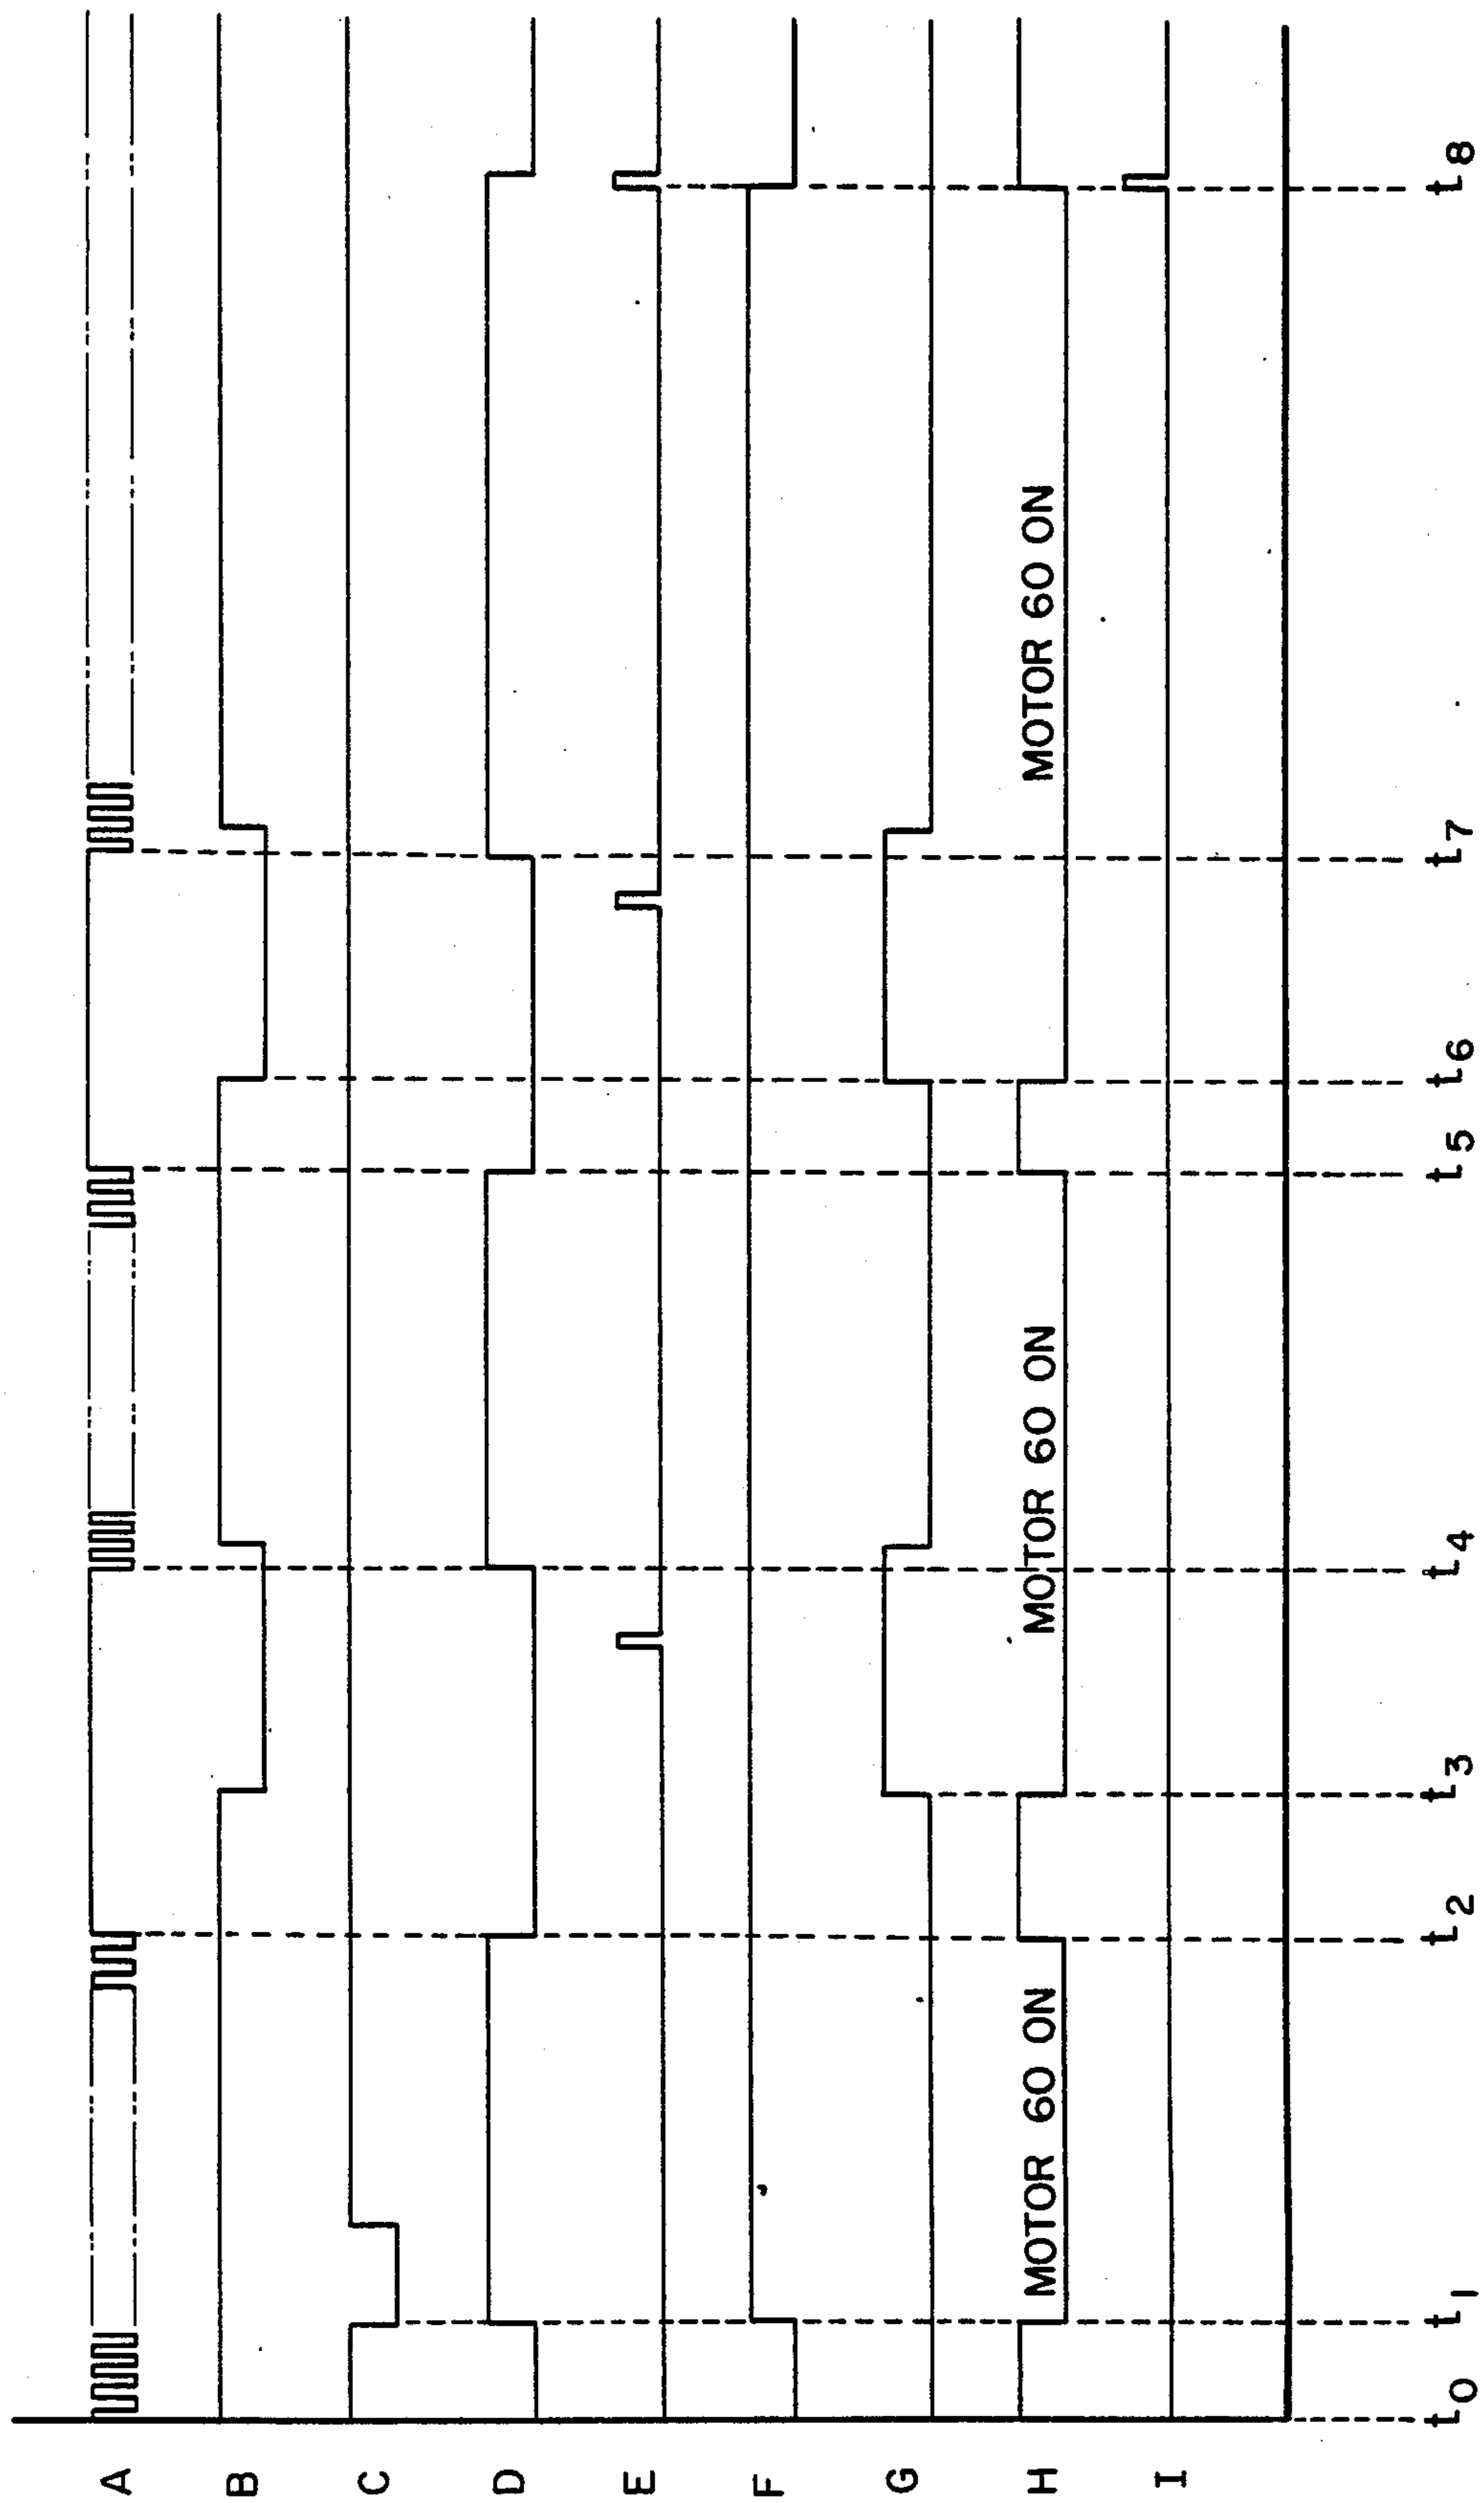 A
B
C
D
E
F
G
H MOTOR 60 ON MOTOR 60 ON MOTOR 60 ON
I
t0 t1 t2 t3 t4 t5 t6 t7 t8